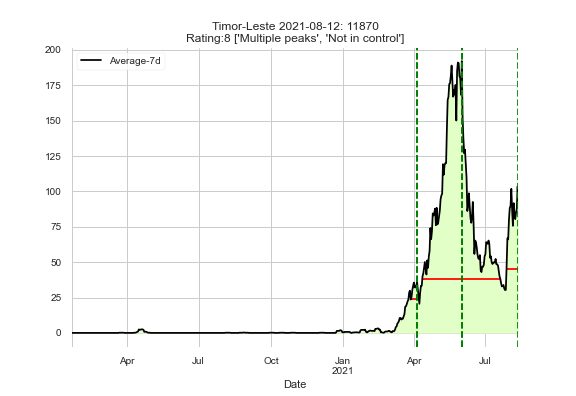 Timor-Leste 2021-08-12: 11870
Rating:8 ['Multiple peaks', 'Not in control']
200
Average-7d
175
150
125
100
75
50
25
0
Apr
Jul
Oct
Jan
2021
Apr
Jul
Date